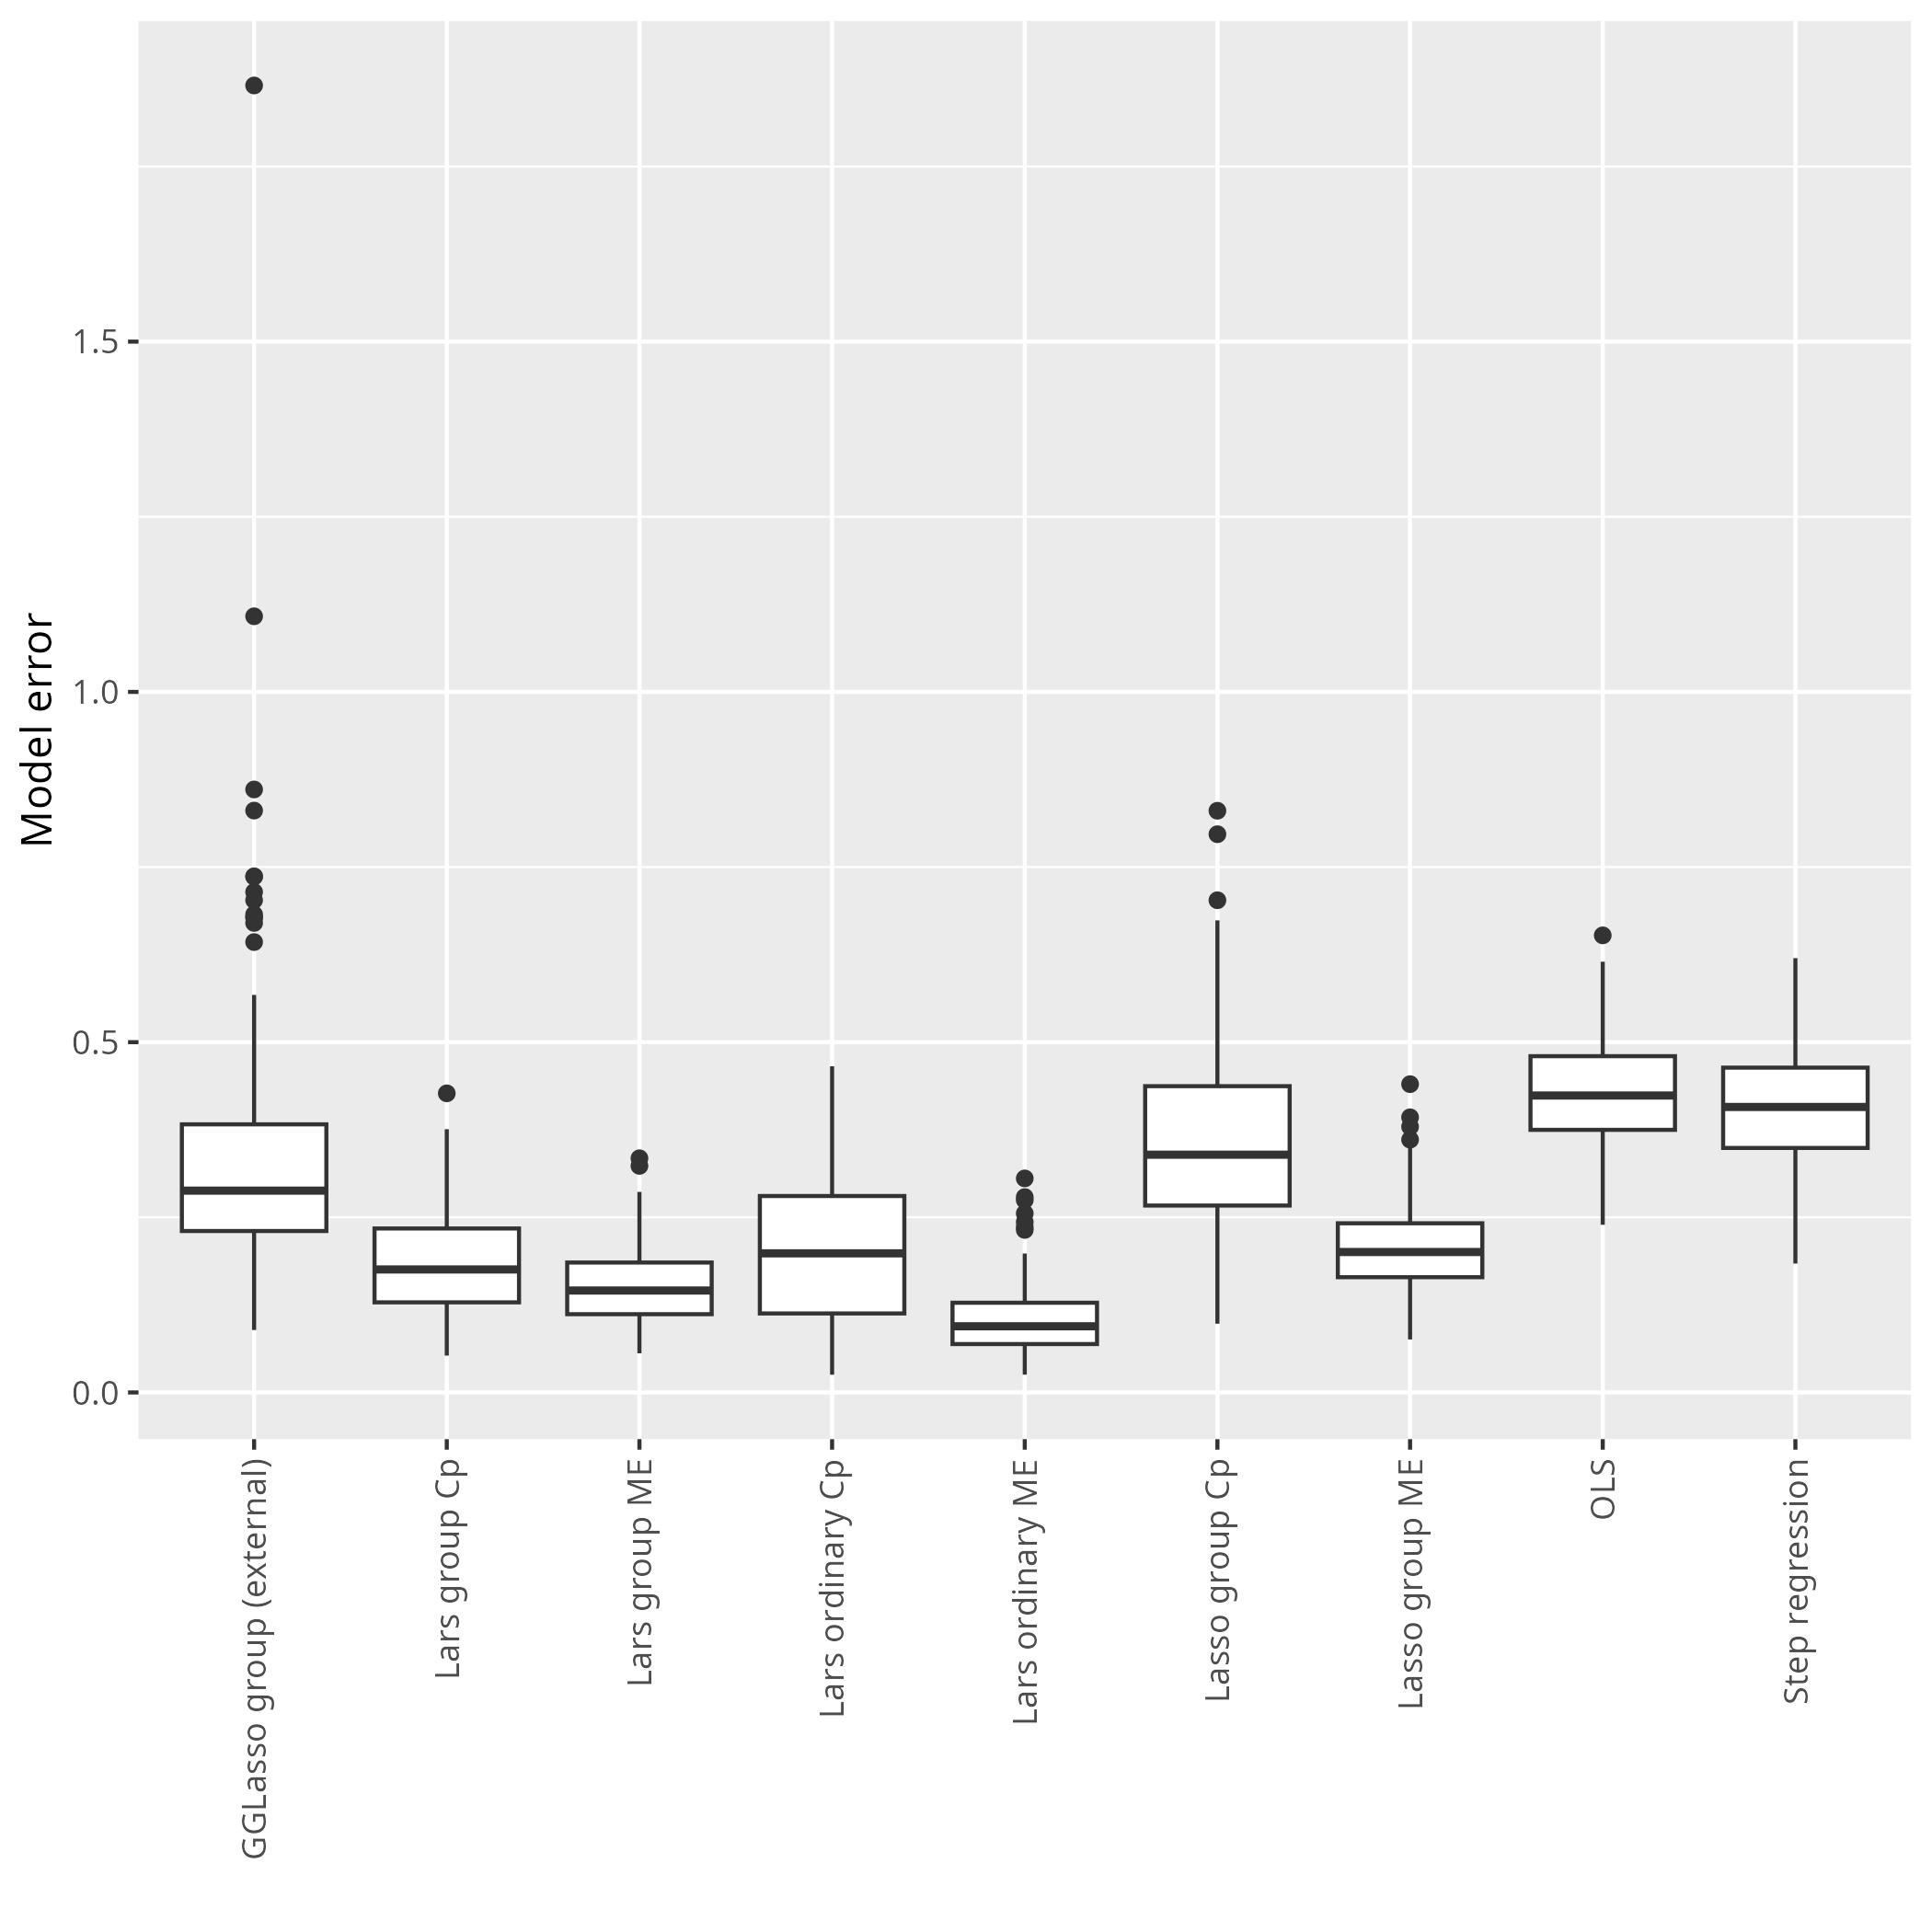 Model error
1.5
1.0
0.5
0.0
GGLasso group (external)
Lars group Cp
Lars group ME
Lars ordinary Cp
Lars ordinary ME
Lasso group Cp
Lasso group ME
OLS
Step regression